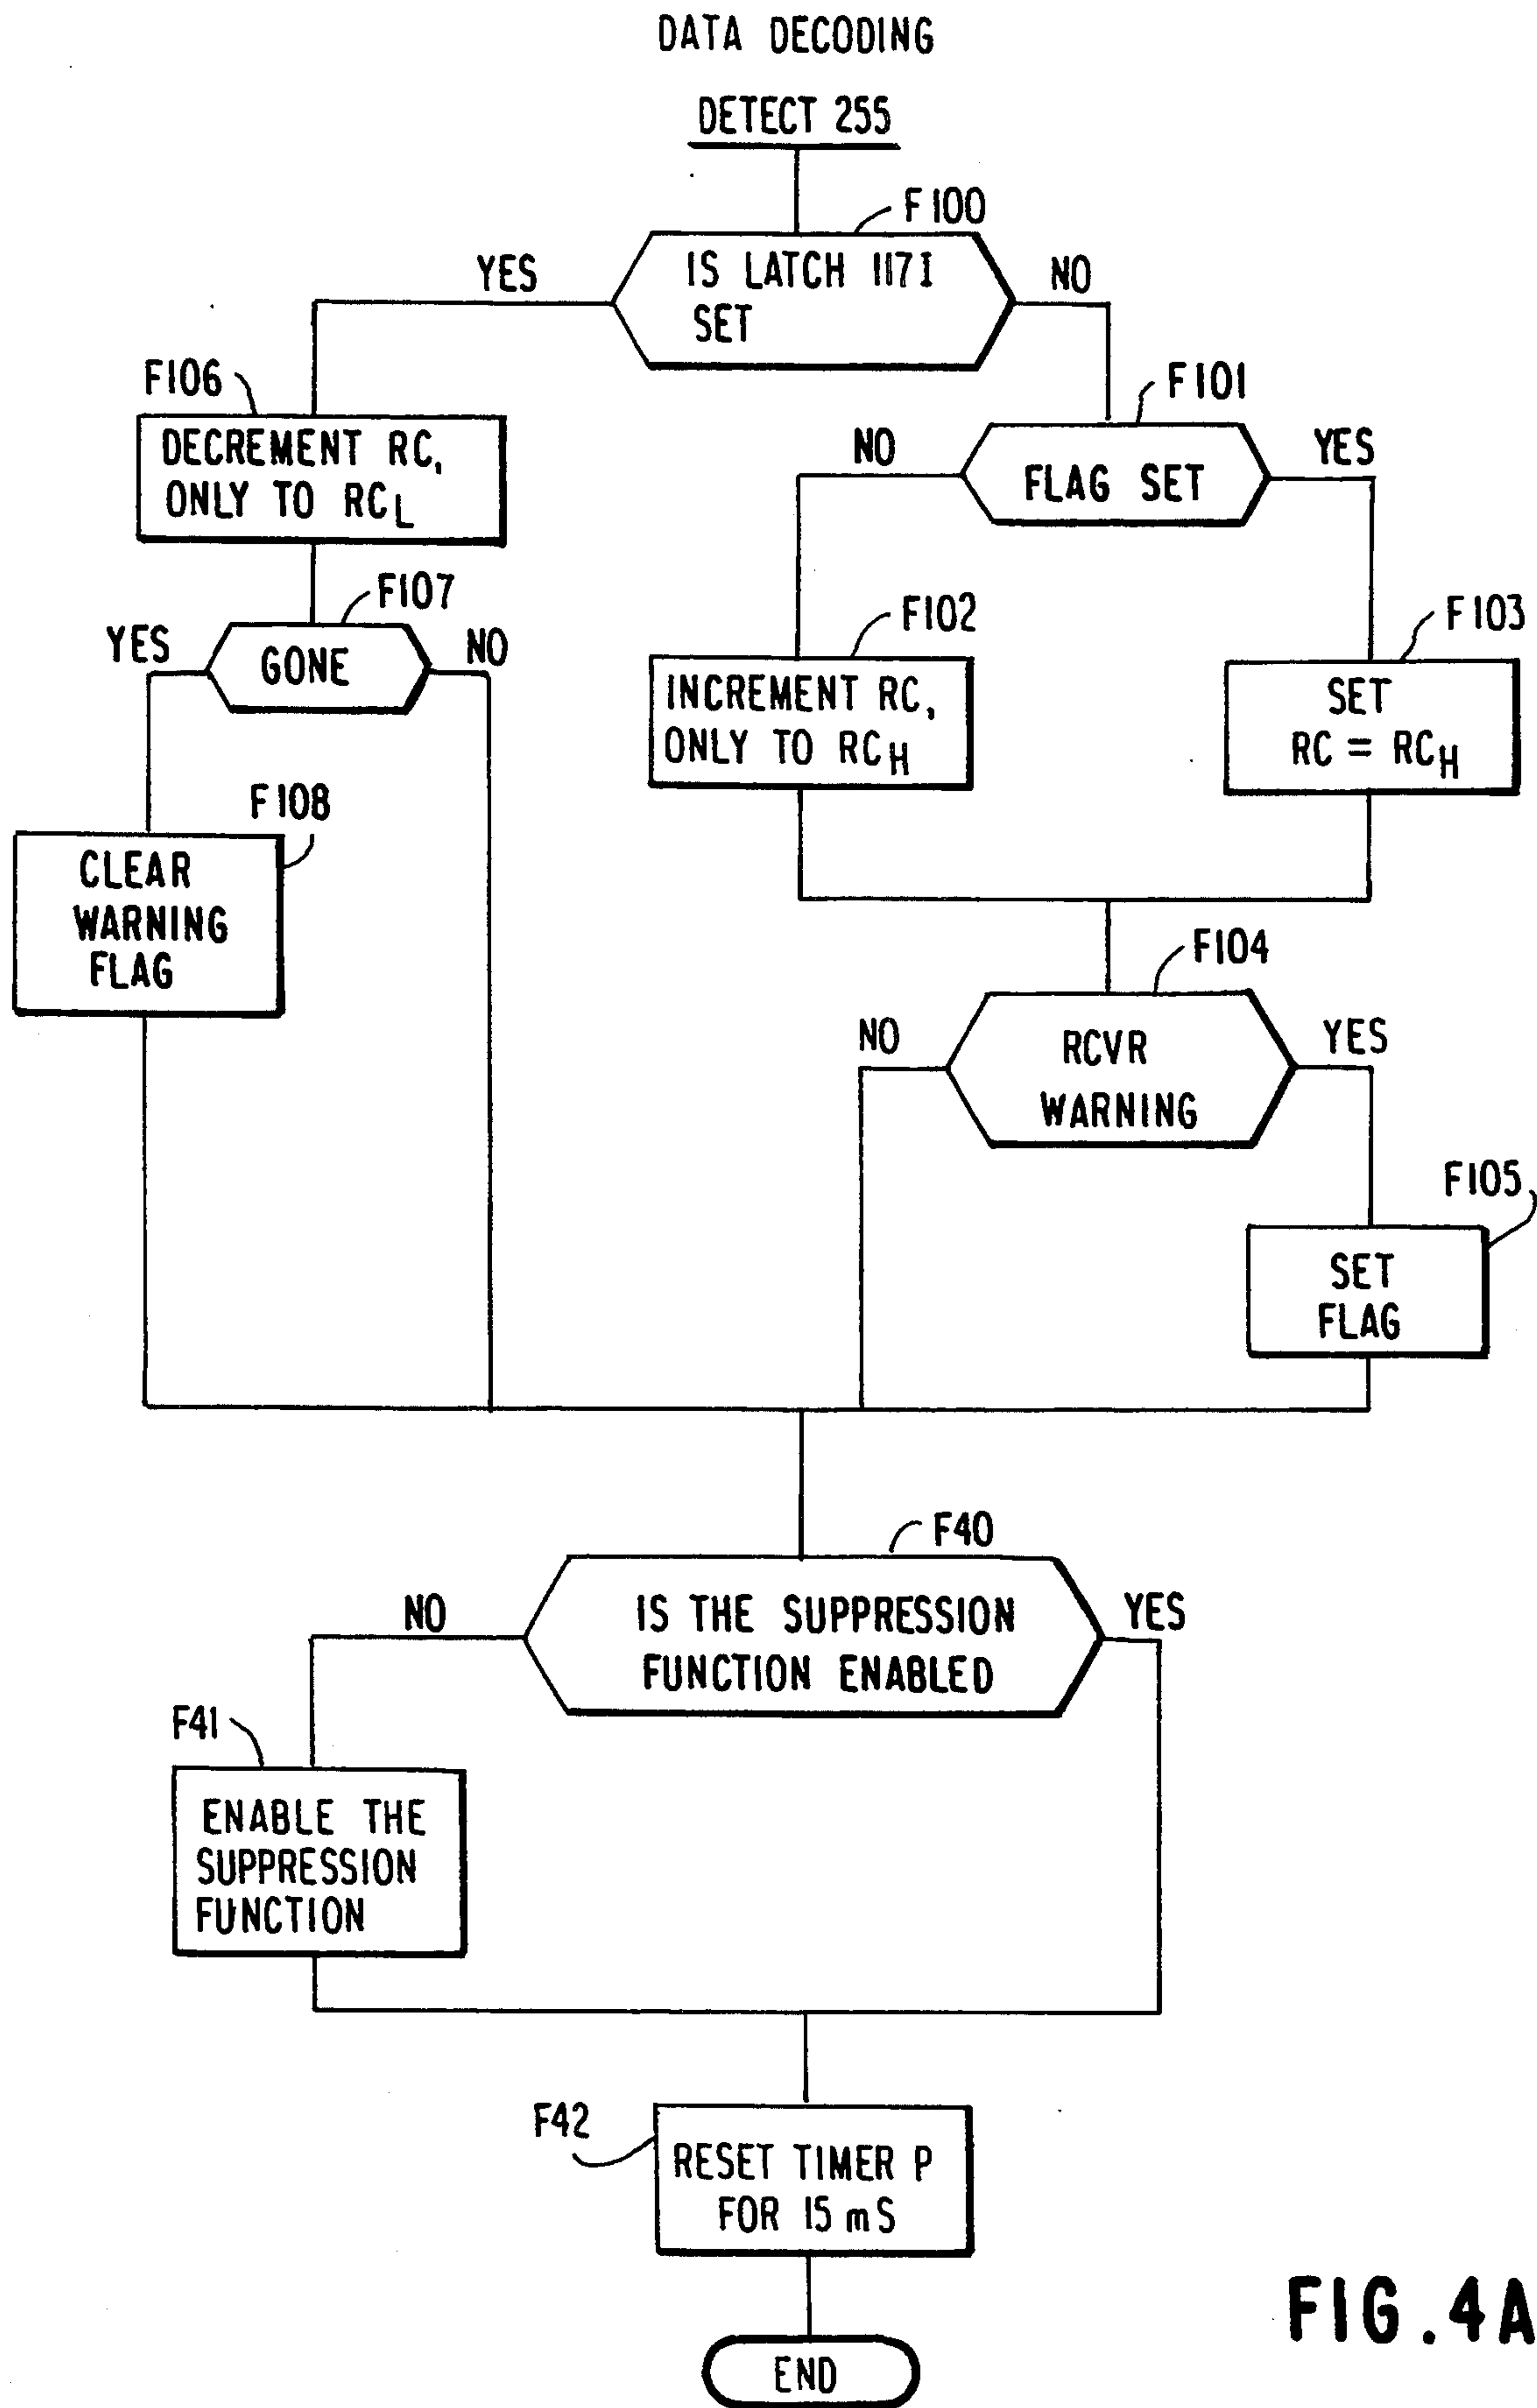 DATA DECODING
DETECT 255
F100
YES
IS LATCH 117I
SET
NO
F106
DECREMENT RC,
ONLY TO RCL
F101
NO
FLAG SET
YES
F107
YES
GONE
NO
F102
INCREMENT RC,
ONLY TO RCH
F103
SET
RC = RCH
F108
CLEAR
WARNING
FLAG
F104
NO
RCVR
WARNING
YES
F105
SET
FLAG
F40
NO
IS THE SUPPRESSION
FUNCTION ENABLED
YES
F41
ENABLE THE
SUPPRESSION
FUNCTION
F42
RESET TIMER P
FOR 15 mS
END
FIG.4A